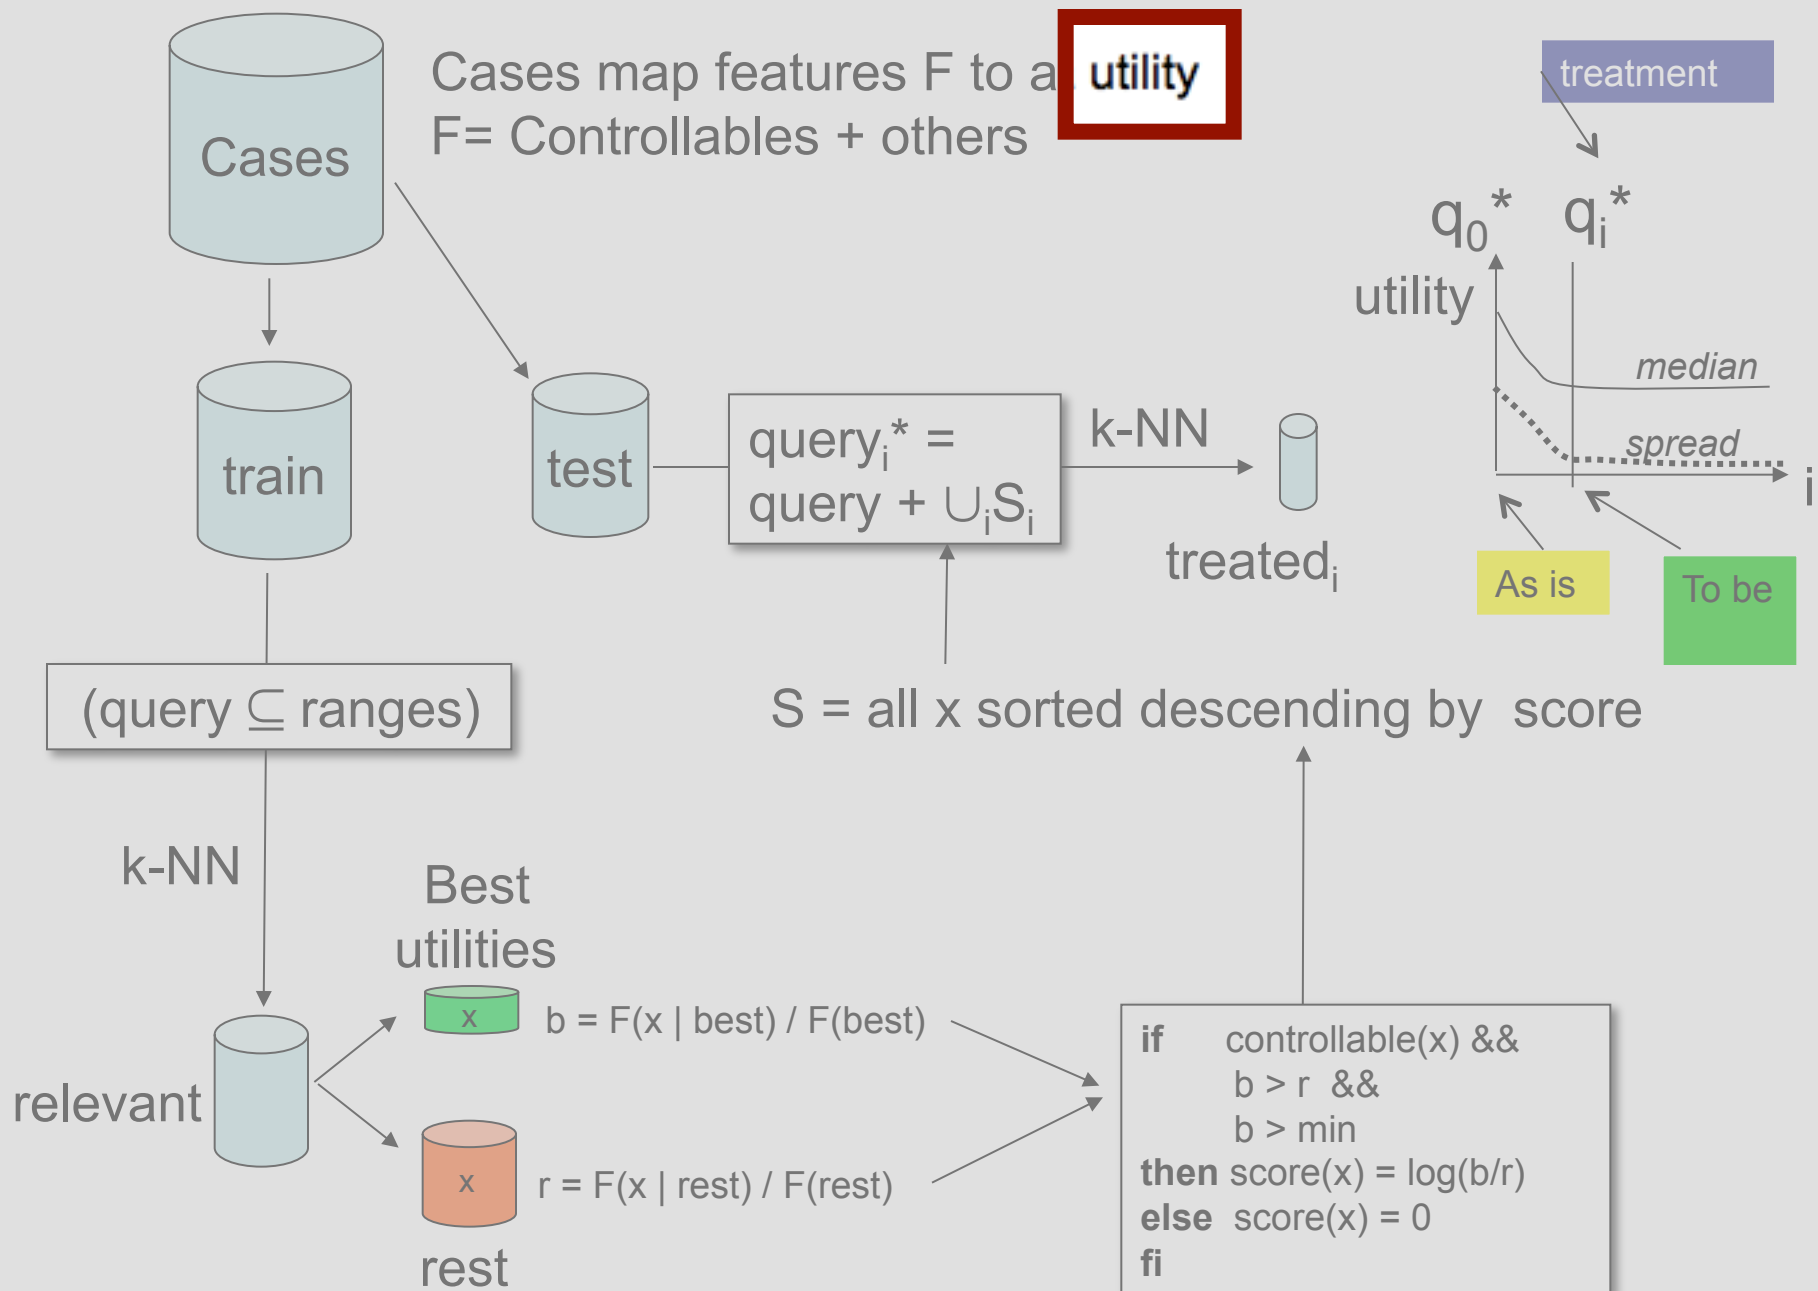 Cases map features F to a utility
F= Controllables + others
Cases
treatment
q₀* qᵢ*
utility
median
spread
i
As is
To be
train
test
queryᵢ* =
query + ∪ᵢSᵢ
k-NN
treatedᵢ
(query ⊆ ranges)
S = all x sorted descending by score
k-NN
Best
utilities
x
b = F(x | best) / F(best)
relevant
x
r = F(x | rest) / F(rest)
rest
if controllable(x) &&
b > r &&
b > min
then score(x) = log(b/r)
else score(x) = 0
fi